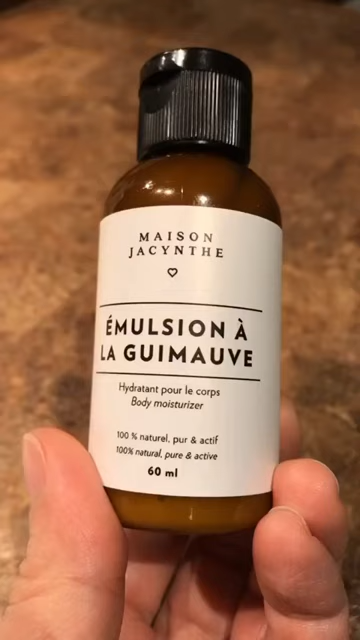 MAISON
JACYNTHE
ÉMULSION À
LA GUIMAUVE
Hydratant pour le corps
Body moisturizer
100 % naturel, pur & actif
100% natural, pure & active
60 ml